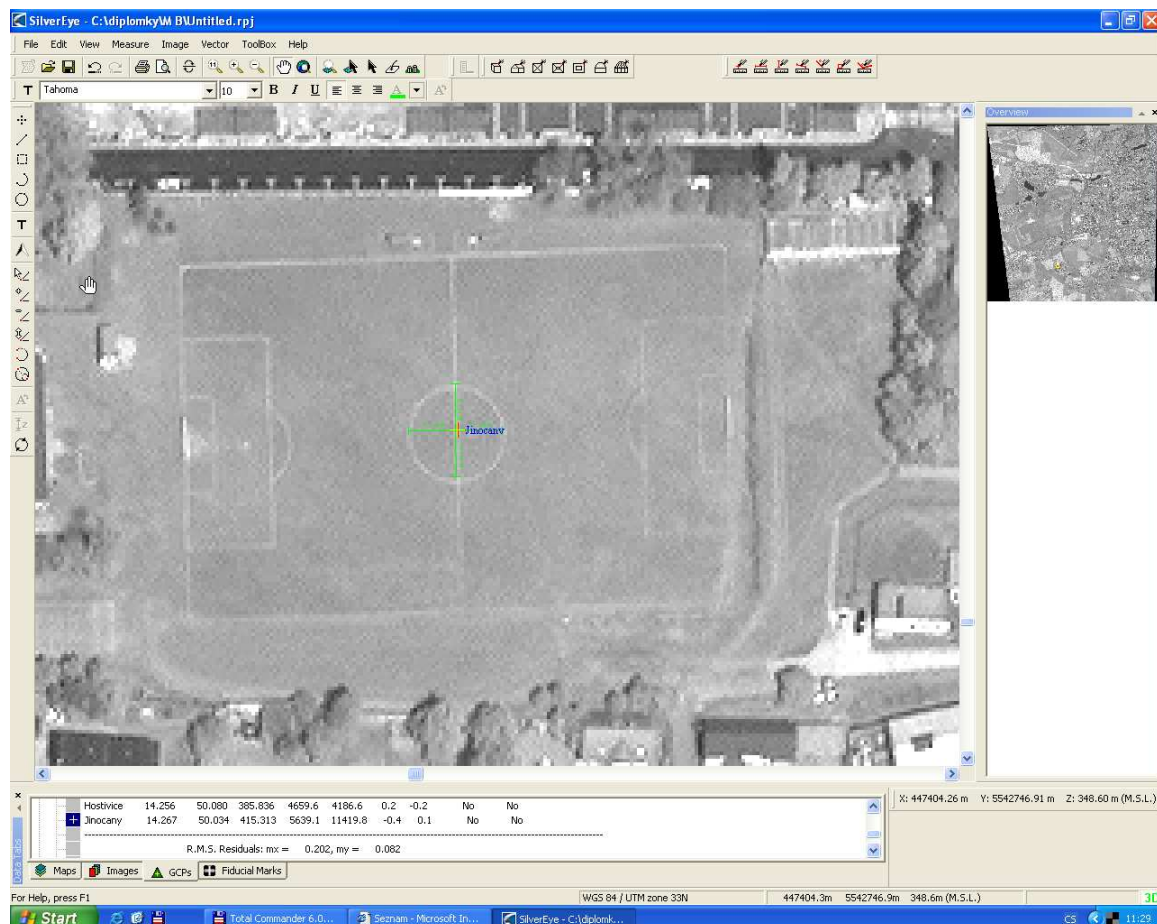 SilverEye - C:\diplomky\M B\Untitled.rpj
File Edit View Measure Image Vector ToolBox Help
T Tahoma 10 B I U A
Overview
T
Jinocany
Hostivice 14.256 50.080 385.836 4659.6 4186.6 0.2 -0.2 No No
Jinocany 14.267 50.034 415.313 5639.1 11419.8 -0.4 0.1 No No
R.M.S. Residuals: mx = 0.202, my = 0.082
Data Tabs
Maps Images GCPs Fiducial Marks
X: 447404.26 m Y: 5542746.91 m Z: 348.60 m (M.S.L.)
For Help, press F1 WGS 84 / UTM zone 33N 447404.3m 5542746.9m 348.6m (M.S.L.) 3D
Start Total Commander 6.0... Seznam - Microsoft In... SilverEye - C:\diplomk... CS 11:29